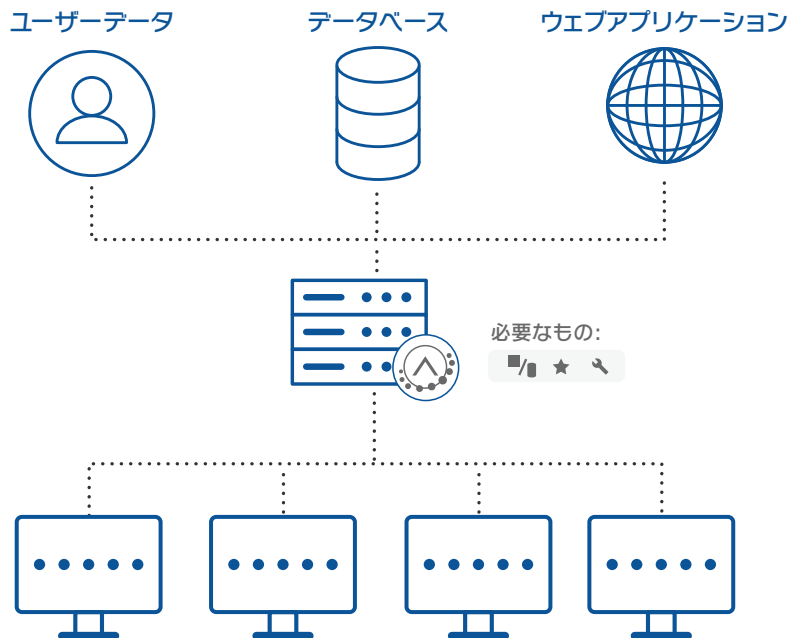 ユーザーデータ
データベース
ウェブアプリケーション
必要なもの: